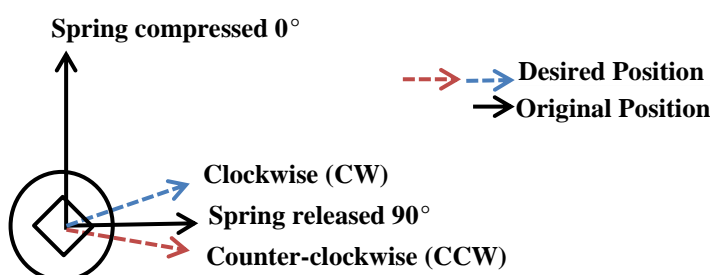 Spring compressed 0°
Desired Position
Original Position
Clockwise (CW)
Spring released 90°
Counter-clockwise (CCW)